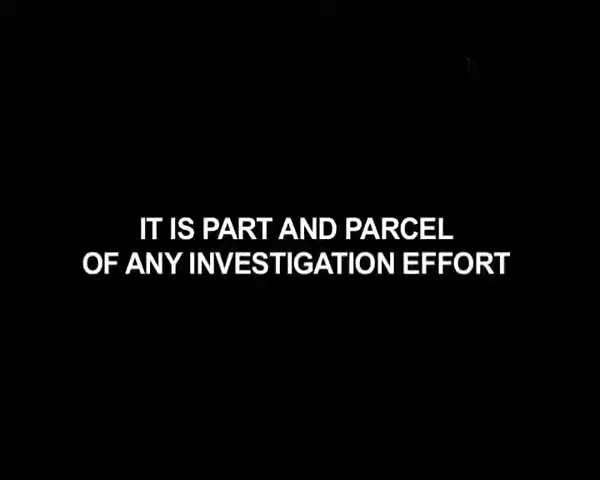 IT IS PART AND PARCEL
OF ANY INVESTIGATION EFFORT